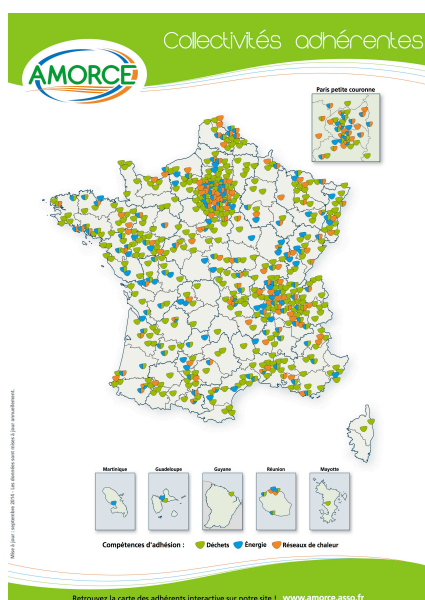 AMORCE
Collectivités adhérentes
Paris petite couronne
Mise à jour : septembre 2014 - Les données sont mises à jour annuellement.
Martinique
Guadeloupe
Guyane
Réunion
Mayotte
Compétences d'adhésion : Déchets Énergie Réseaux de chaleur
Retrouvez la carte des adhérents interactive sur notre site ! www.amorce.asso.fr